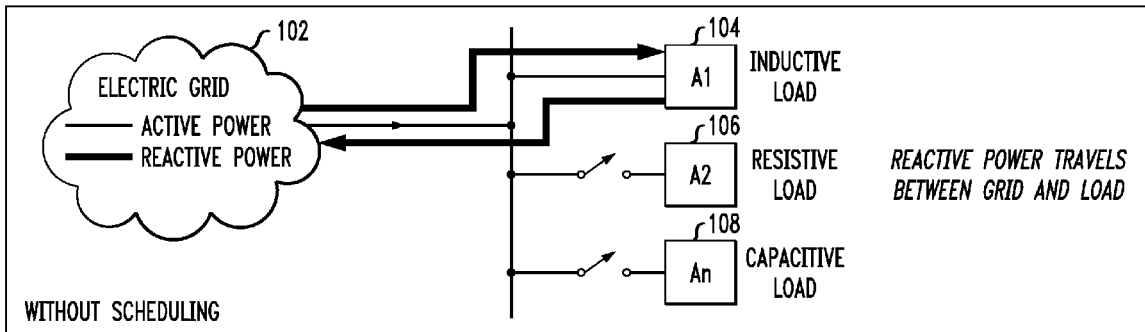 102
ELECTRIC GRID
ACTIVE POWER
REACTIVE POWER
104
A1
INDUCTIVE
LOAD
106
A2
RESISTIVE
LOAD
REACTIVE POWER TRAVELS
BETWEEN GRID AND LOAD
108
An
CAPACITIVE
LOAD
WITHOUT SCHEDULING